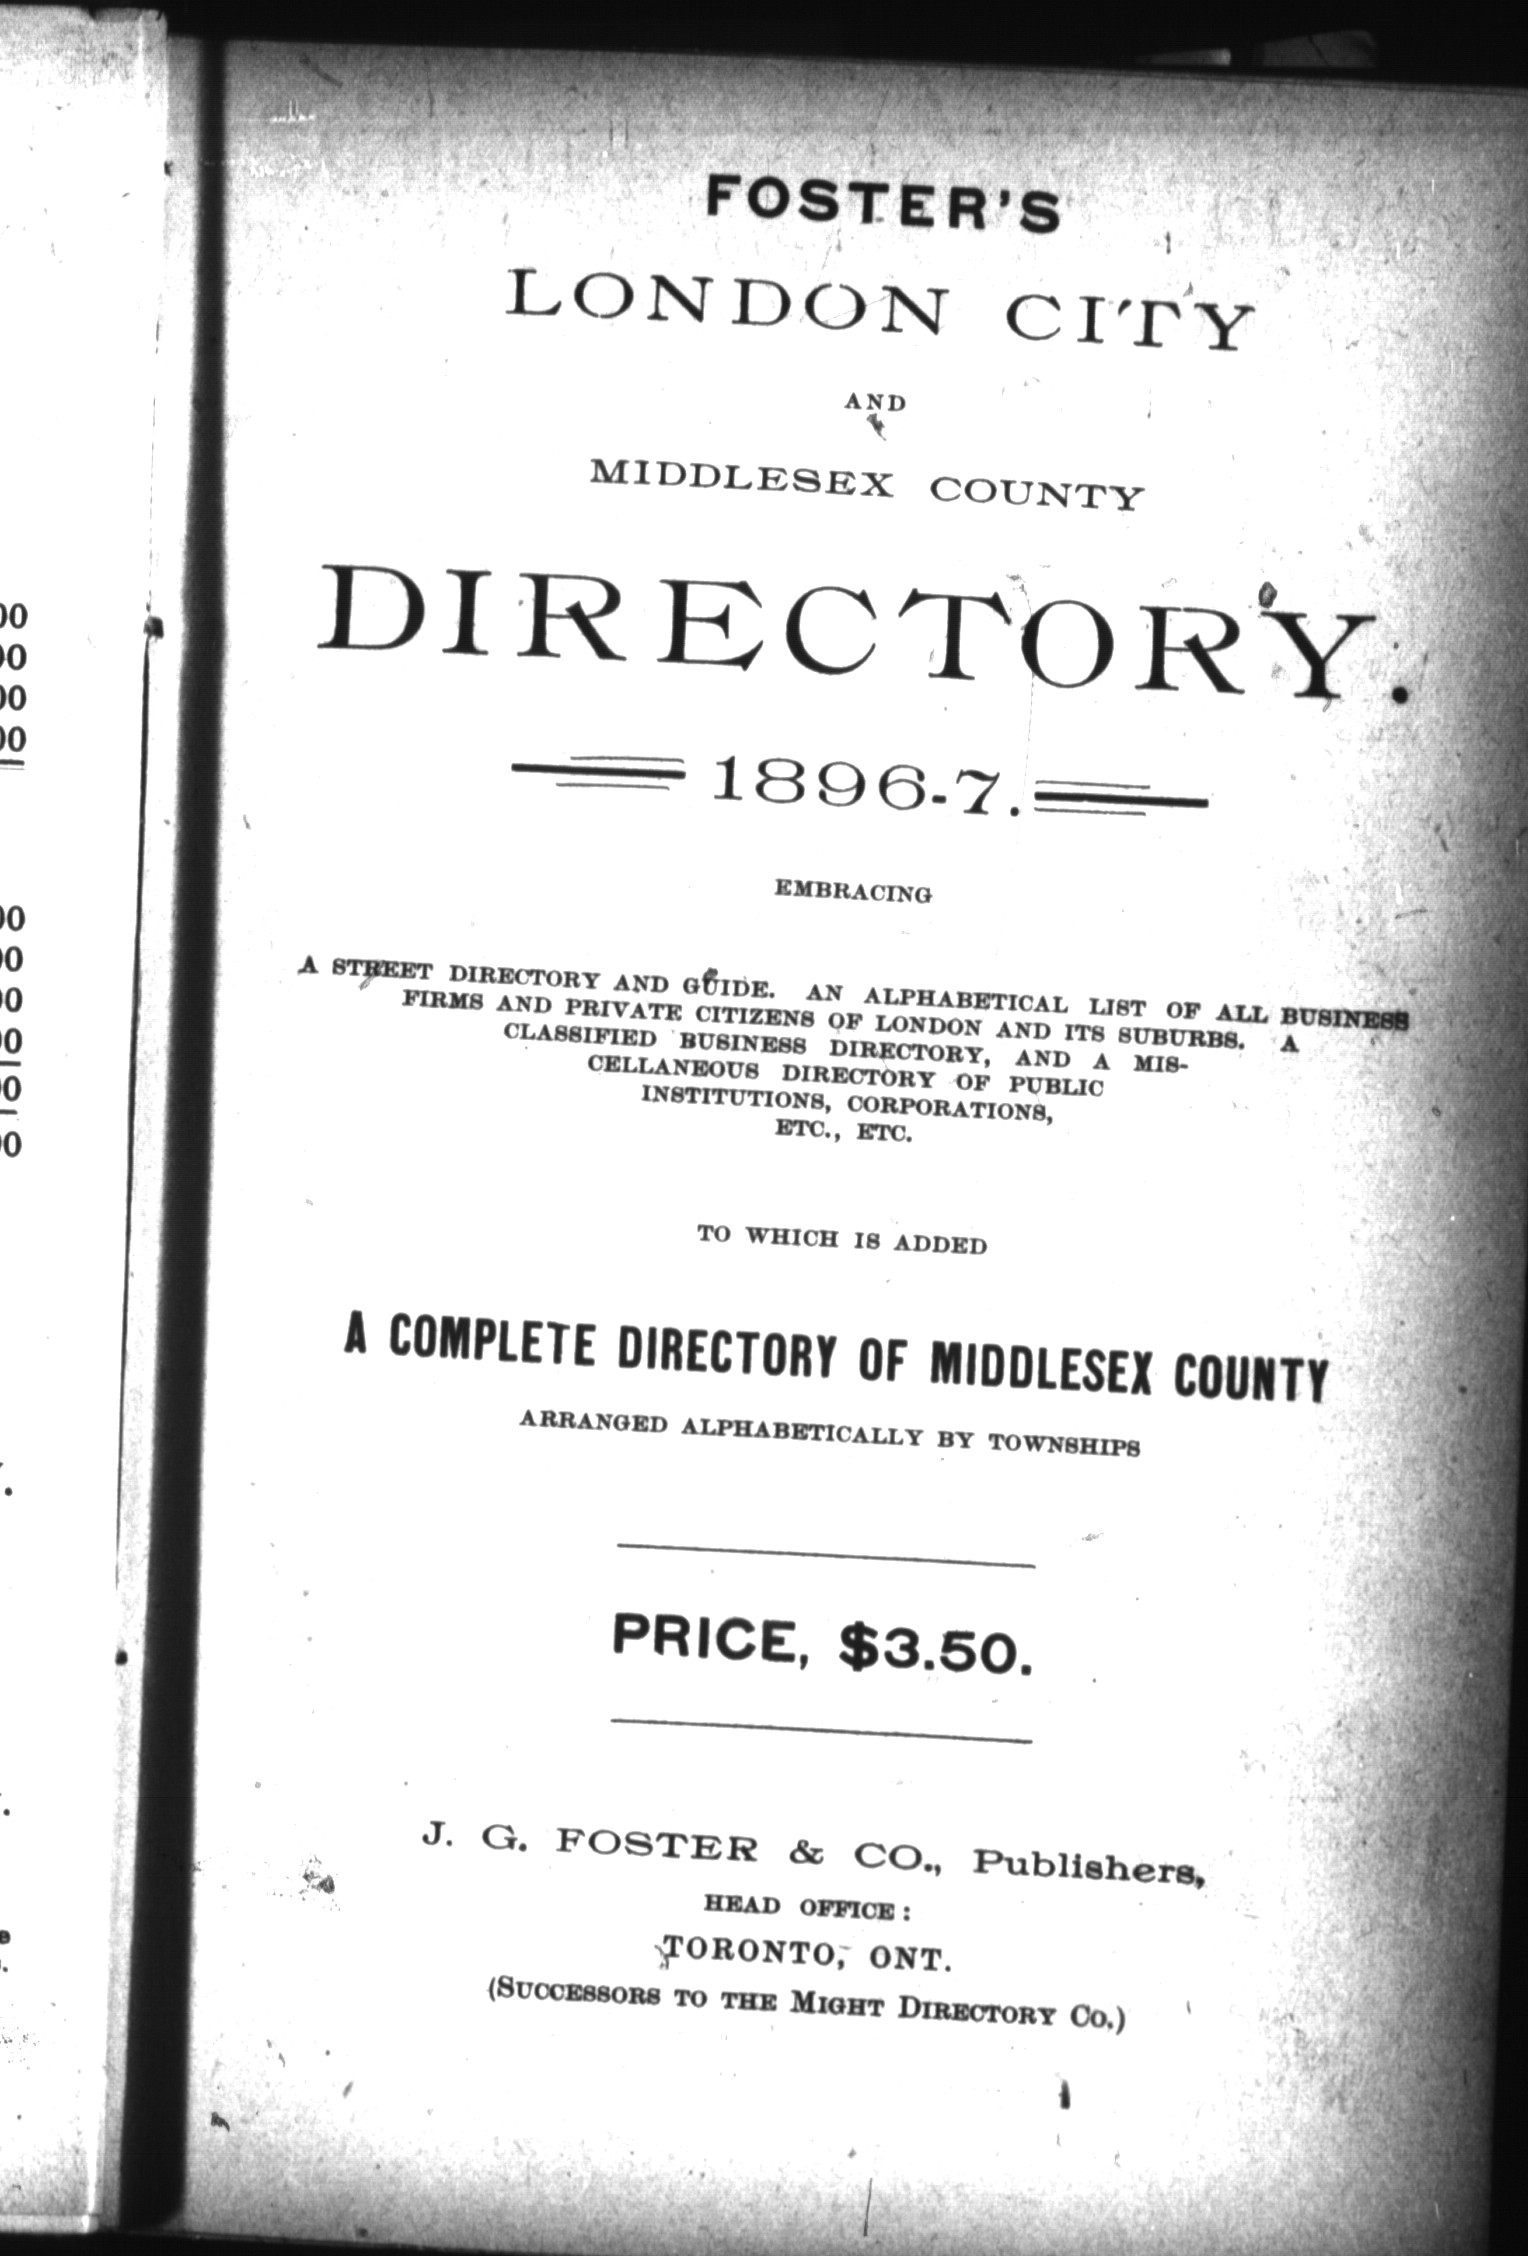 FOSTER'S
LONDON CITY
AND
MIDDLESEX COUNTY
DIRECTORY.
1896-7.
EMBRACING
A STREET DIRECTORY AND GUIDE. AN ALPHABETICAL LIST OF ALL BUSINESS
FIRMS AND PRIVATE CITIZENS OF LONDON AND ITS SUBURBS. A
CLASSIFIED BUSINESS DIRECTORY, AND A MIS-
CELLANEOUS DIRECTORY OF PUBLIC
INSTITUTIONS, CORPORATIONS,
ETC., ETC.
TO WHICH IS ADDED
A COMPLETE DIRECTORY OF MIDDLESEX COUNTY
ARRANGED ALPHABETICALLY BY TOWNSHIPS
PRICE, $3.50.
J. G. FOSTER & CO., Publishers,
HEAD OFFICE:
TORONTO, ONT.
(SUCCESSORS TO THE MIGHT DIRECTORY CO.)